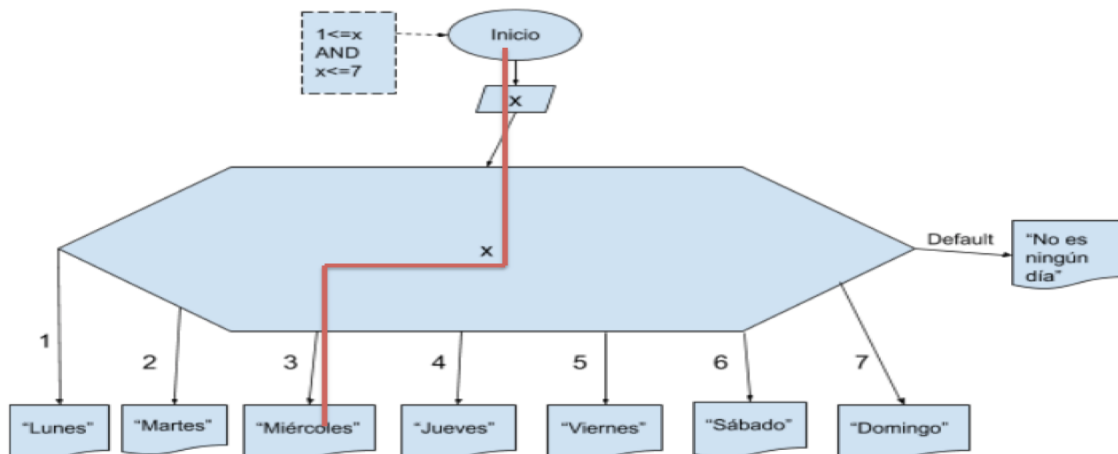 1<=x
AND
x<=7
Inicio
x
x
Default
“No es
ningún
día”
1
2
3
4
5
6
7
“Lunes”
“Martes”
“Miércoles”
“Jueves”
“Viernes”
“Sábado”
“Domingo”